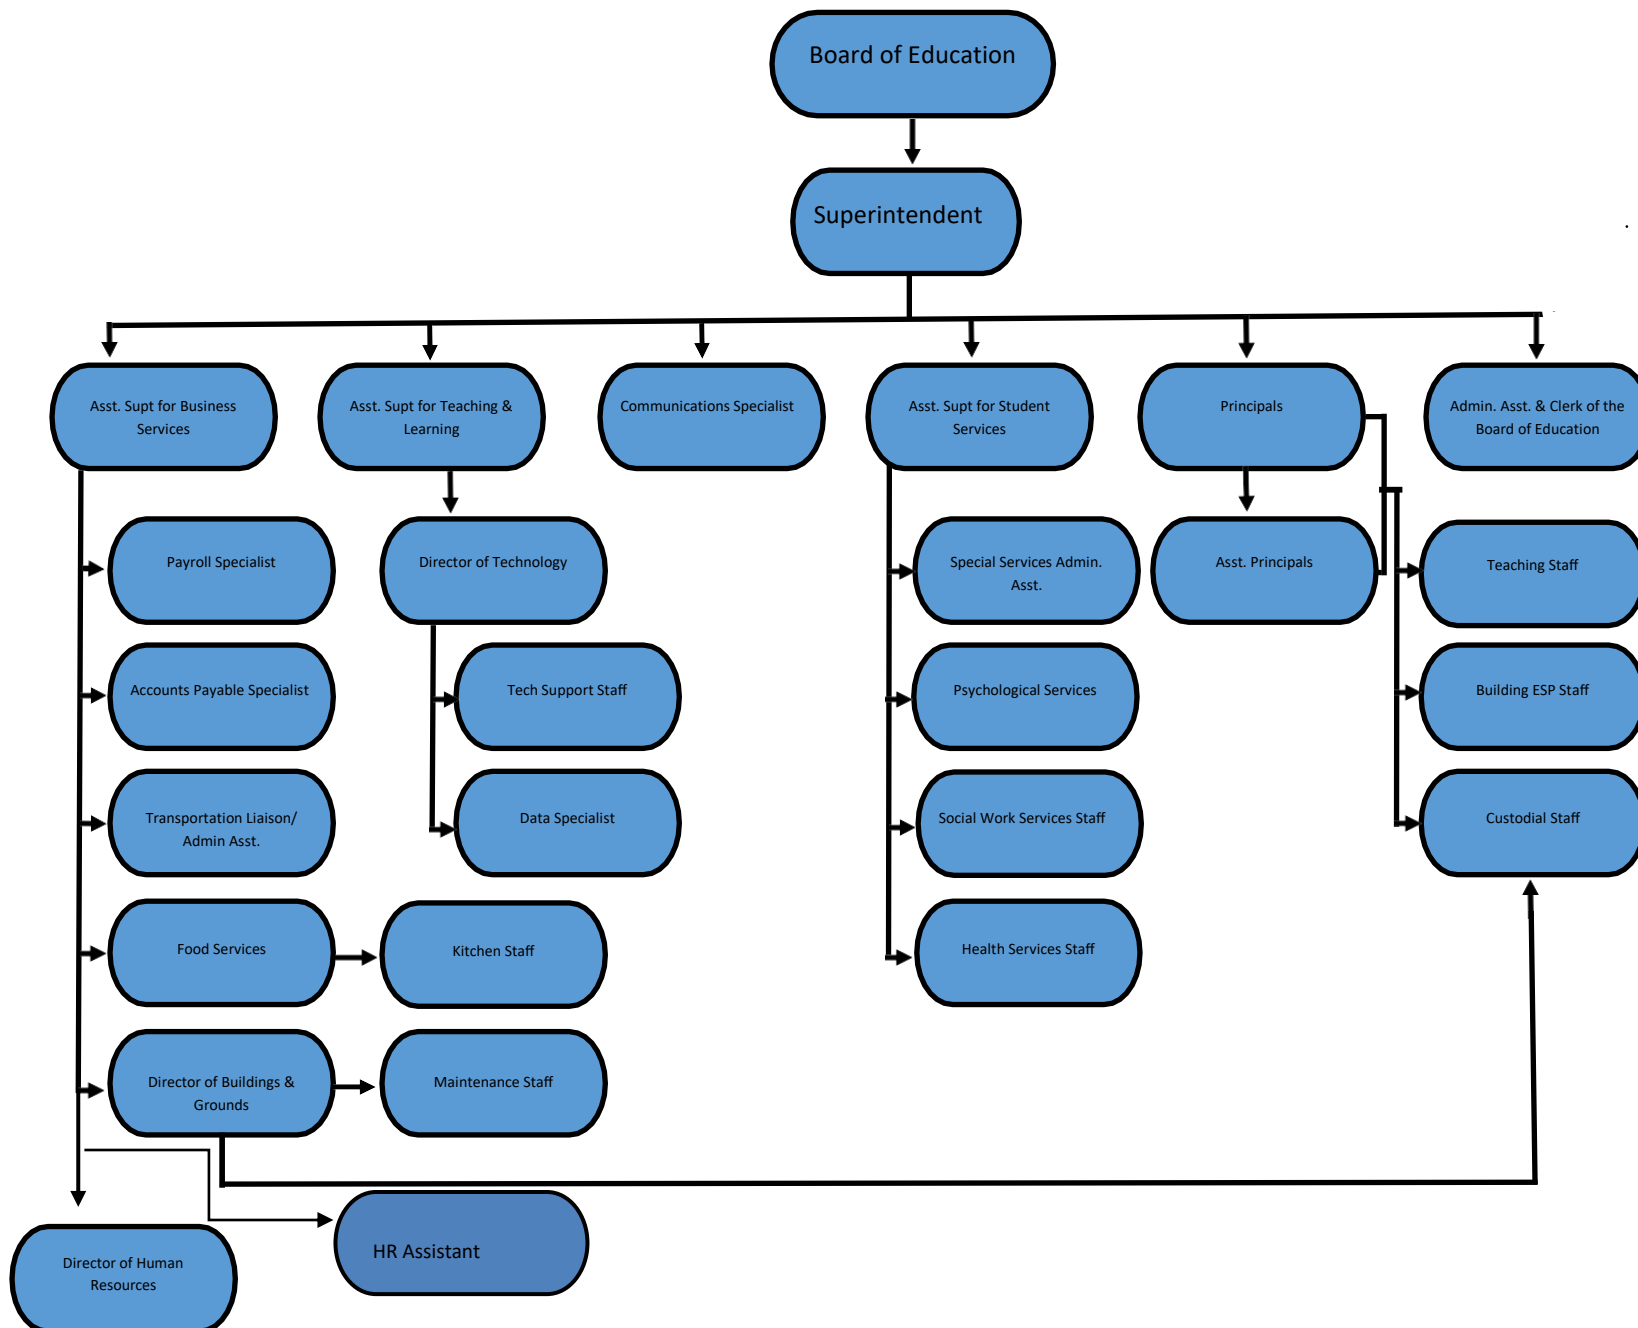 Board of Education
Superintendent
Asst. Supt for Business
Services
Asst. Supt for Teaching &
Learning
Communications Specialist
Asst. Supt for Student
Services
Principals
Admin. Asst. & Clerk of the
Board of Education
Payroll Specialist
Director of Technology
Special Services Admin.
Asst.
Asst. Principals
Teaching Staff
Accounts Payable Specialist
Tech Support Staff
Psychological Services
Building ESP Staff
Transportation Liaison/
Admin Asst.
Data Specialist
Social Work Services Staff
Custodial Staff
Food Services
Kitchen Staff
Health Services Staff
Director of Buildings &
Grounds
Maintenance Staff
HR Assistant
Director of Human
Resources